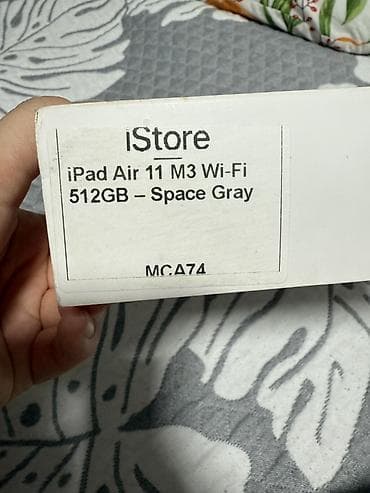 iStore
iPad Air 11 M3 Wi-Fi
512GB – Space Gray
MCA74